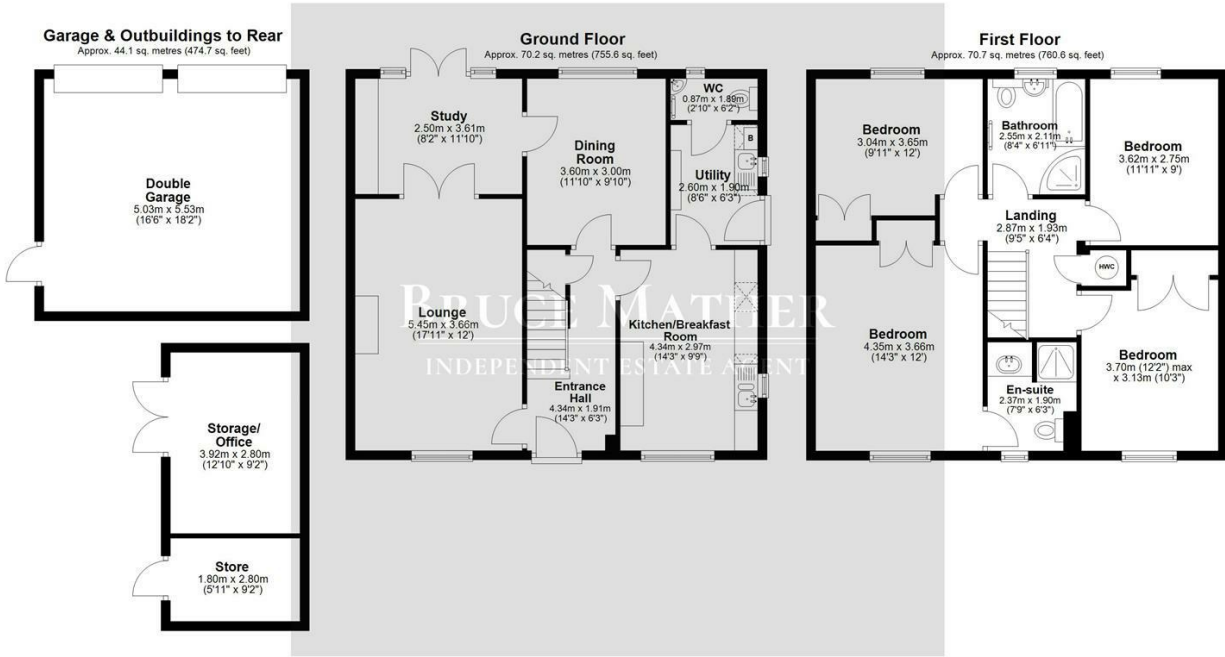 Garage & Outbuildings to Rear
Approx. 44.1 sq. metres (474.7 sq. feet)
Double
Garage
5.03m x 5.53m
(16'6" x 18'2")
Storage/
Office
3.92m x 2.80m
(12'10" x 9'2")
Store
1.80m x 2.80m
(5'11" x 9'2")
Ground Floor
Approx. 70.2 sq. metres (755.6 sq. feet)
Study
2.50m x 3.61m
(8'2" x 11'10")
Dining
Room
3.60m x 3.00m
(11'10" x 9'10")
WC
0.87m x 1.89m
(2'10" x 6'2")
B
Utility
2.60m x 1.90m
(8'6" x 6'3")
Lounge
5.45m x 3.66m
(17'11" x 12')
Kitchen/Breakfast
Room
4.34m x 2.97m
(14'3" x 9'9")
Entrance
Hall
4.34m x 1.91m
(14'3" x 6'3")
BRUCE MATHER
INDEPENDENT ESTATE AGENT
First Floor
Approx. 70.7 sq. metres (760.6 sq. feet)
Bedroom
3.04m x 3.65m
(9'11" x 12')
Bathroom
2.55m x 2.11m
(8'4" x 6'11")
Bedroom
3.62m x 2.75m
(11'11" x 9')
Landing
2.87m x 1.93m
(9'5" x 6'4")
HWC
Bedroom
4.35m x 3.66m
(14'3" x 12')
En-suite
2.37m x 1.90m
(7'9" x 6'3")
Bedroom
3.70m (12'2") max
x 3.13m (10'3")